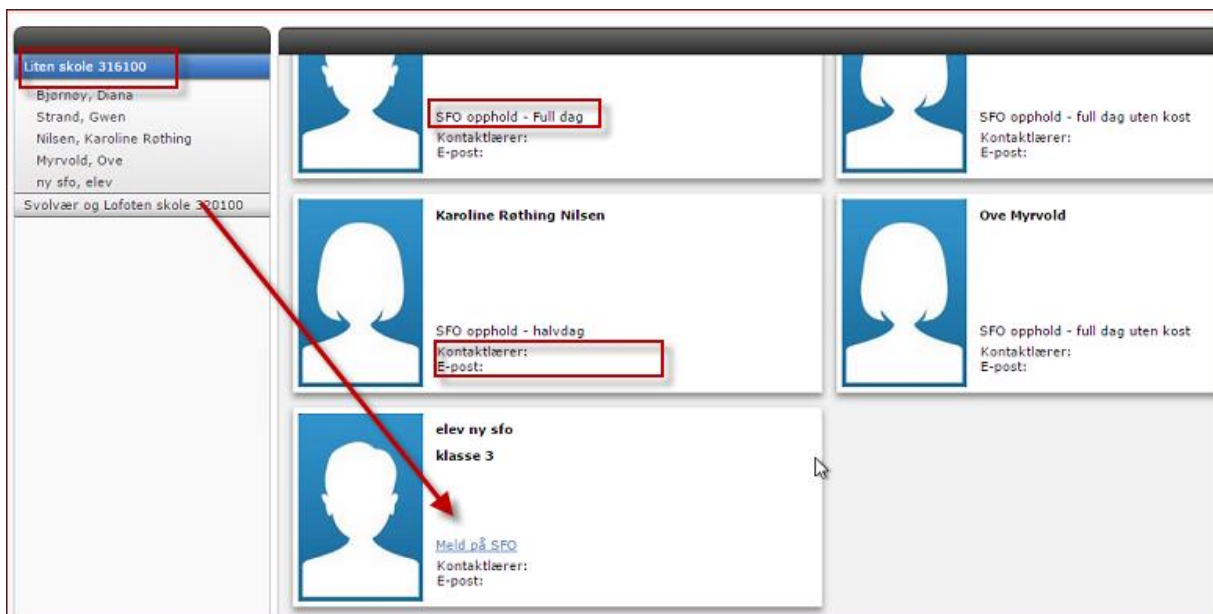 Liten skole 316100
Bjørnøy, Diana
Strand, Gwen
Nilsen, Karoline Røthing
Myrvold, Ove
ny sfo, elev
Svolvær og Lofoten skole 320100
SFO opphold - Full dag
Kontaktlærer:
E-post:
SFO opphold - full dag uten kost
Kontaktlærer:
E-post:
Karoline Røthing Nilsen
SFO opphold - halvdag
Kontaktlærer:
E-post:
Ove Myrvold
SFO opphold - full dag uten kost
Kontaktlærer:
E-post:
elev ny sfo
klasse 3
Meld på SFO
Kontaktlærer:
E-post: